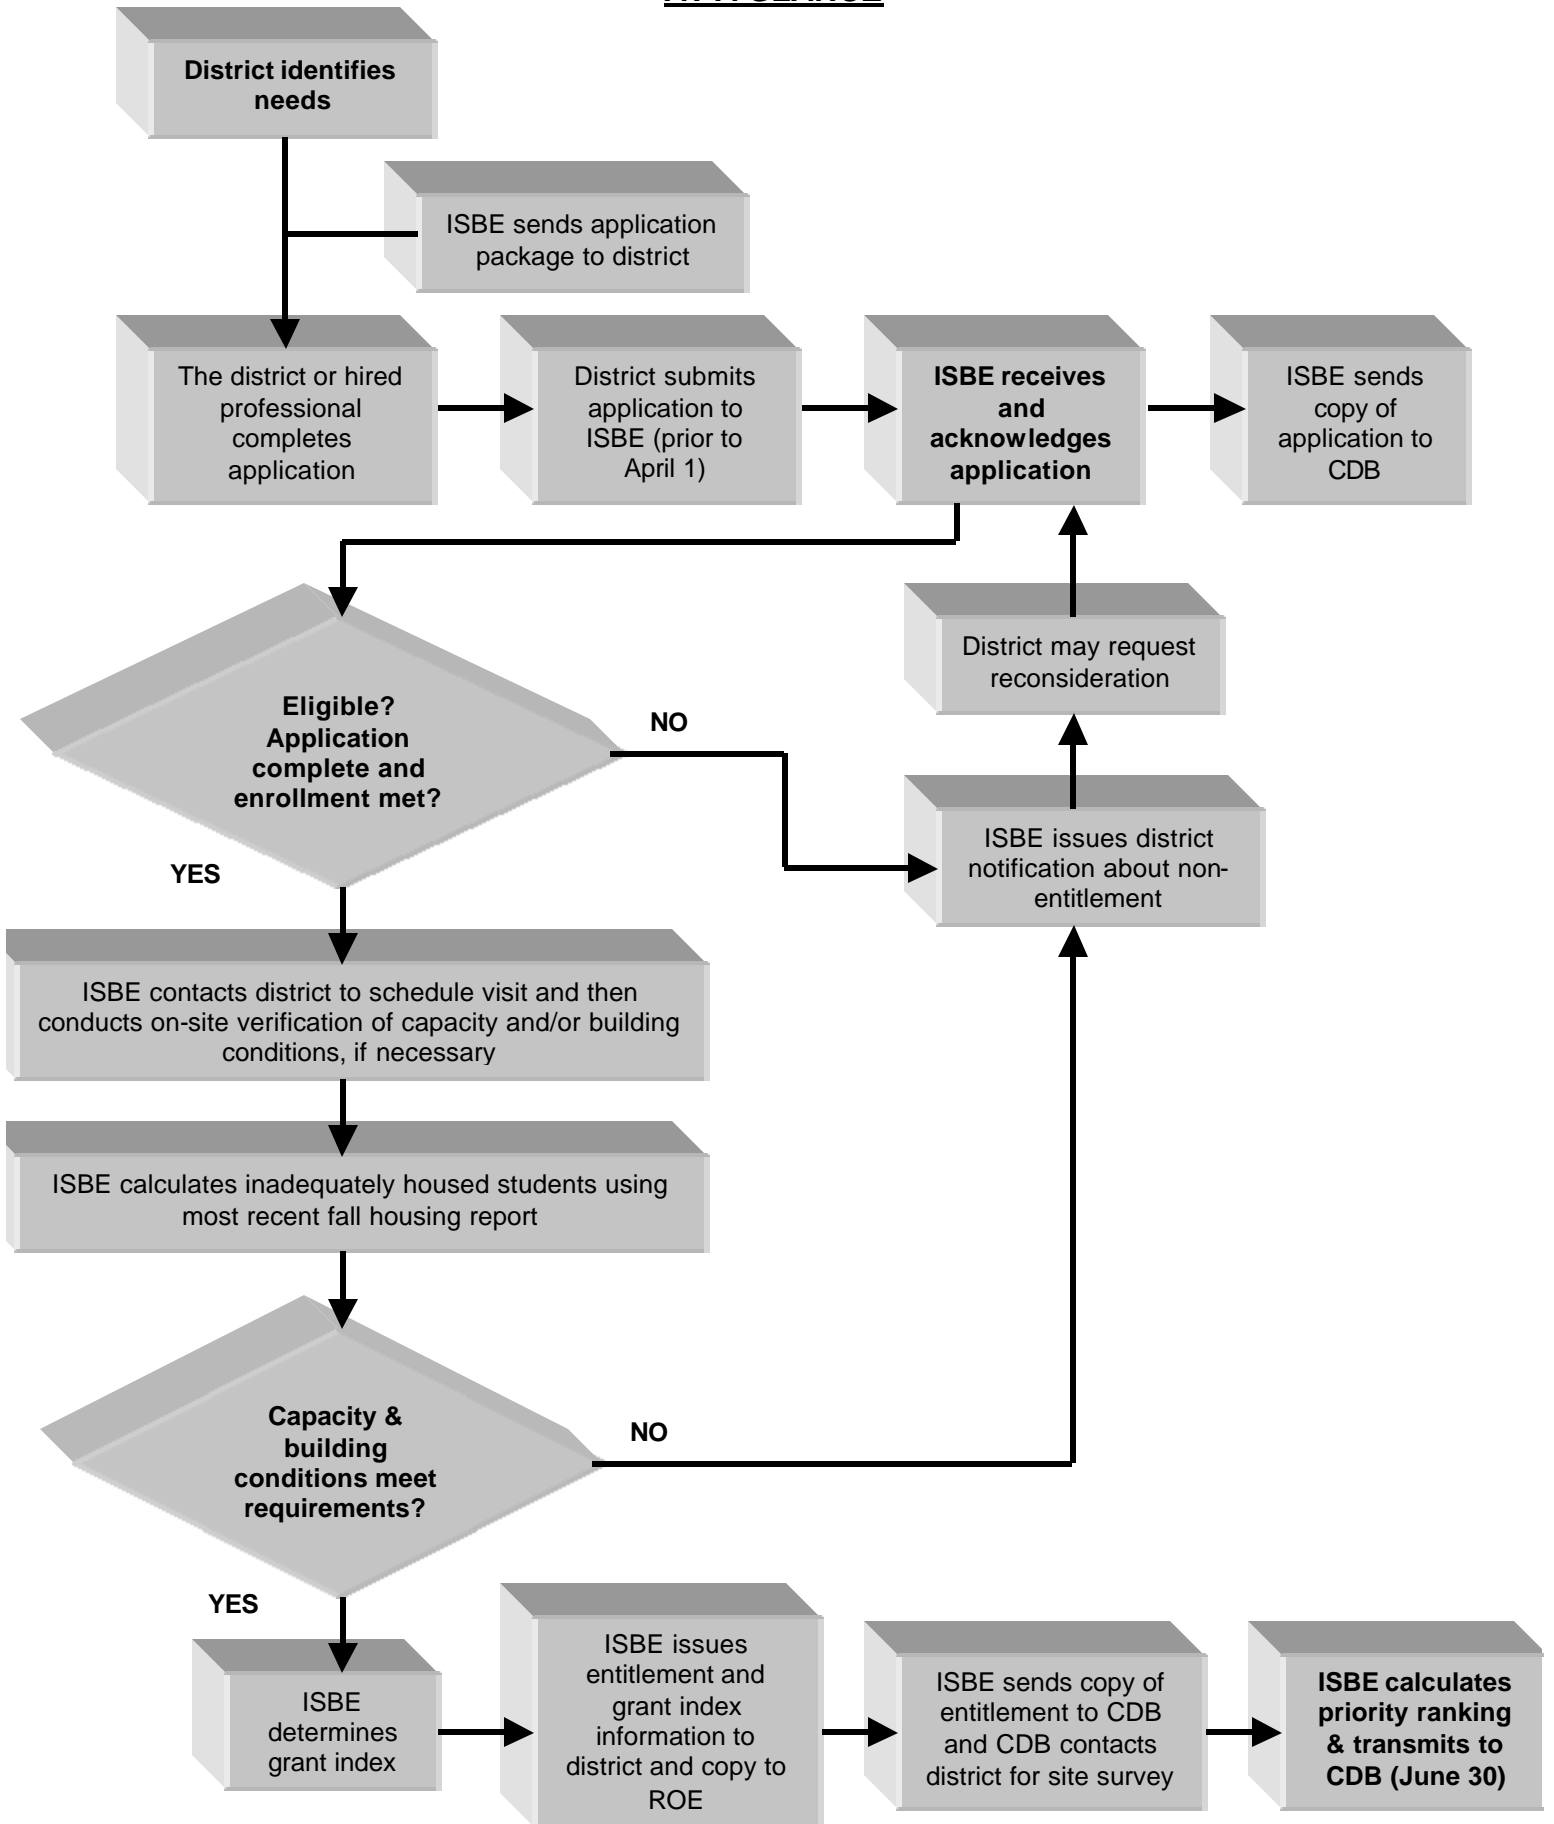 District identifies
needs
ISBE sends application
package to district
The district or hired
professional
completes
application
District submits
application to
ISBE (prior to
April 1)
ISBE receives
and
acknowledges
application
ISBE sends
copy of
application to
CDB
District may request
reconsideration
Eligible?
Application
complete and
enrollment met?
NO
YES
ISBE issues district
notification about non-
entitlement
ISBE contacts district to schedule visit and then
conducts on-site verification of capacity and/or building
conditions, if necessary
ISBE calculates inadequately housed students using
most recent fall housing report
Capacity &
building
conditions meet
requirements?
NO
YES
ISBE
determines
grant index
ISBE issues
entitlement and
grant index
information to
district and copy to
ROE
ISBE sends copy of
entitlement to CDB
and CDB contacts
district for site survey
ISBE calculates
priority ranking
& transmits to
CDB (June 30)